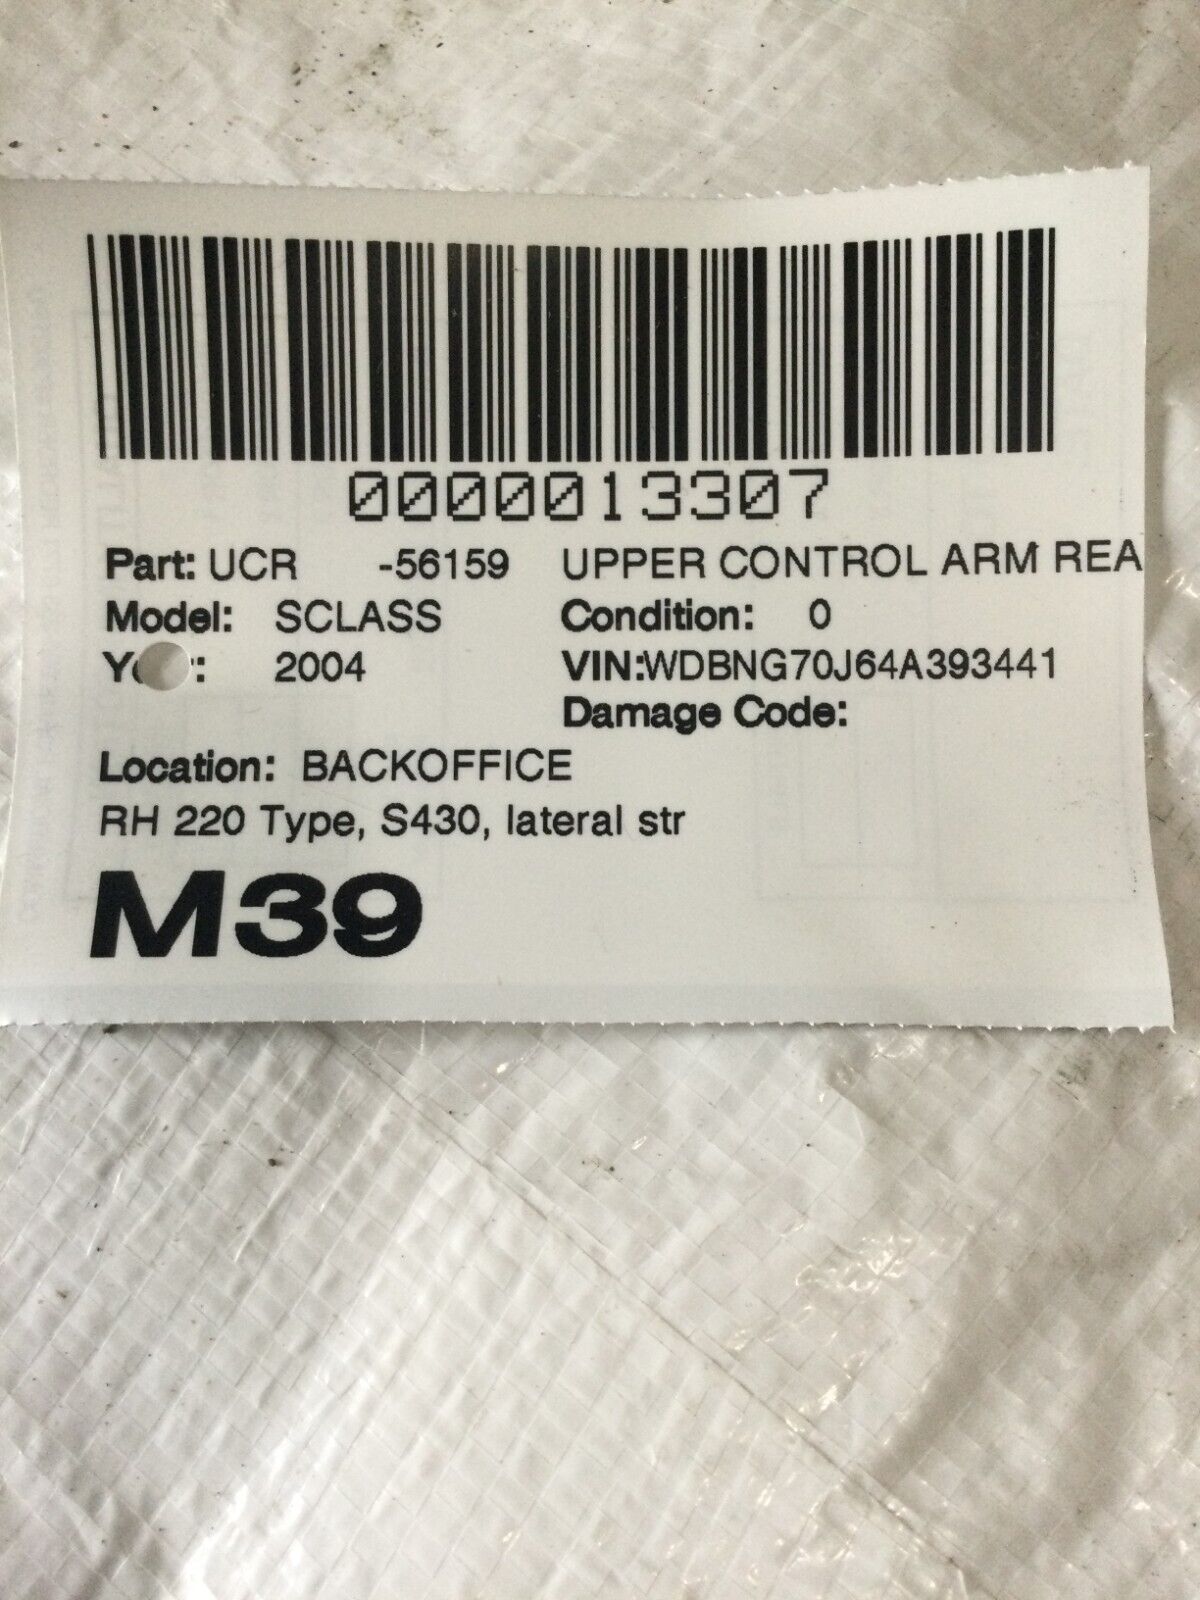 0000013307
Part: UCR -56159 UPPER CONTROL ARM REA
Model: SCLASS Condition: 0
2004 VIN:WDBNG70J64A393441
Damage Code:
Location: BACKOFFICE
RH 220 Type, S430, lateral str
M39